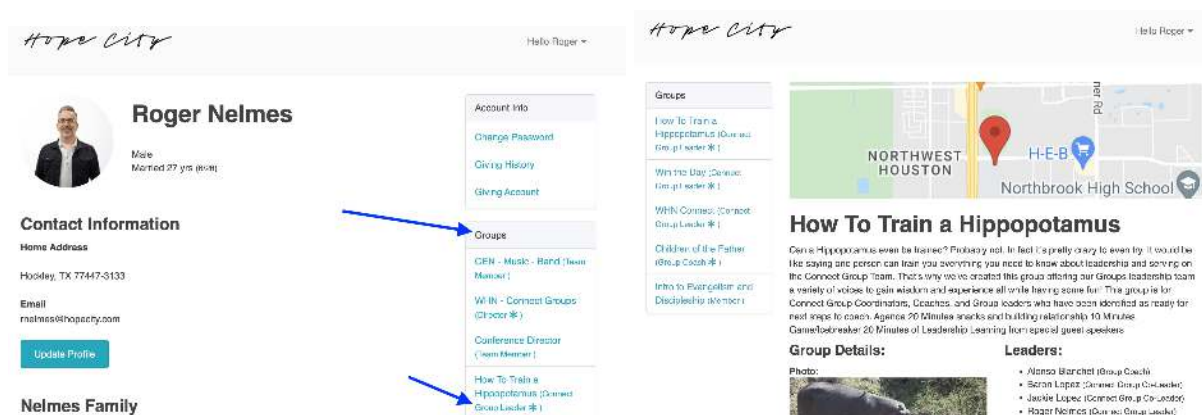 Hope City
Hello Roger
Roger Nelmes
Male
Married 27 yrs (6/28)
Contact Information
Home Address
Hockley, TX 77447-3133
Email
rnelmes@hopecity.com
Update Profile
Nelmes Family
Account Info
Change Password
Giving History
Giving Account
Groups
CEN - Music - Band (Team
Member)
WHN - Connect Groups
(Director ✱)
Conference Director
(Team Member)
How To Train a
Hippopotamus (Connect
Group Leader ✱)
Hope City
Hello Roger
Groups
How To Train a
Hippopotamus (Connect
Group Leader ✱)
Win the Day (Connect
Group Leader ✱)
WHN Connect (Connect
Group Leader ✱)
Children of the Father
(Group Coach ✱)
Intro to Evangelism and
Discipleship (Member)
ner Rd
NORTHWEST
HOUSTON
H-E-B
Northbrook High School
How To Train a Hippopotamus
Can a Hippopotamus even be trained? Probably not. In fact it's pretty crazy to even try. It would be
like saying one person can train you everything you need to know about leadership and serving on
the Connect Group Team. That's why we've created this group offering our Groups leadership team
a variety of voices to gain wisdom and experience all while having some fun! This group is for
Connect Group Coordinators, Coaches, and Group leaders who have been identified as ready for
next steps to coach. Agenda 20 Minutes snacks and building relationship 10 Minutes
Game/Icebreaker 20 Minutes of Leadership Learning from special guest speakers
Group Details:
Photo:
Leaders:
• Alonso Blanchet (Group Coach)
• Baron Lopez (Connect Group Co-Leader)
• Jackie Lopez (Connect Group Co-Leader)
• Roger Nelmes (Connect Group Leader)